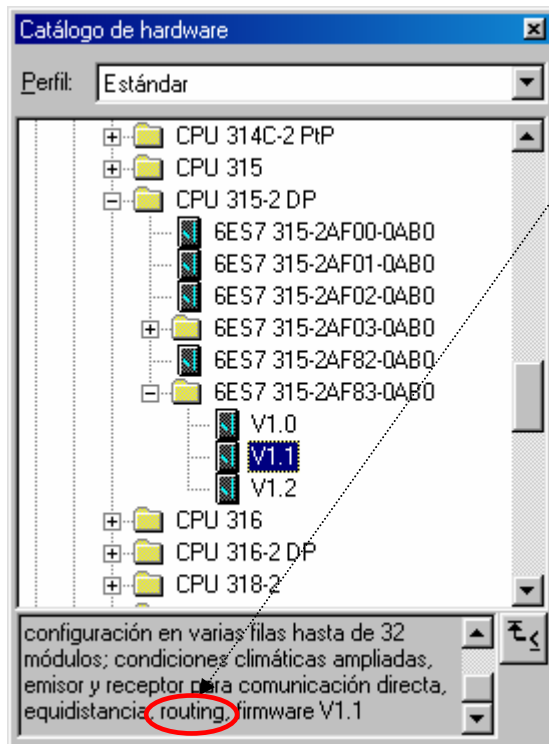 Catálogo de hardware
Perfil: Estándar
CPU 314C-2 PtP
CPU 315
CPU 315-2 DP
6ES7 315-2AF00-0AB0
6ES7 315-2AF01-0AB0
6ES7 315-2AF02-0AB0
6ES7 315-2AF03-0AB0
6ES7 315-2AF82-0AB0
6ES7 315-2AF83-0AB0
V1.0
V1.1
V1.2
CPU 316
CPU 316-2 DP
CPU 318-2
configuración en varias filas hasta de 32
módulos; condiciones climáticas ampliadas,
emisor y receptor para comunicación directa,
equidistancia, routing, firmware V1.1